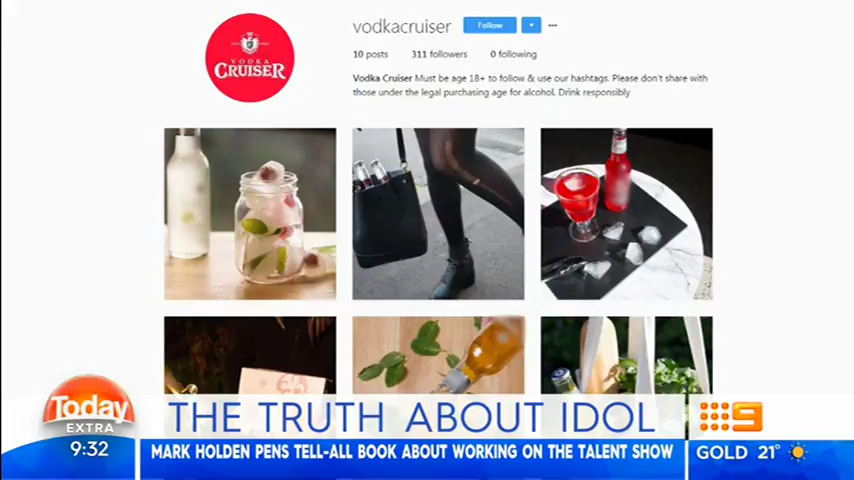 vodkacruiser
Follow
10 posts 311 followers 0 following
Vodka Cruiser Must be age 18+ to follow & use our hashtags. Please don't share with
those under the legal purchasing age for alcohol. Drink responsibly
VODKA
CRUISER
Today
EXTRA
9:32
THE TRUTH ABOUT IDOL
MARK HOLDEN PENS TELL-ALL BOOK ABOUT WORKING ON THE TALENT SHOW
9
GOLD 21°